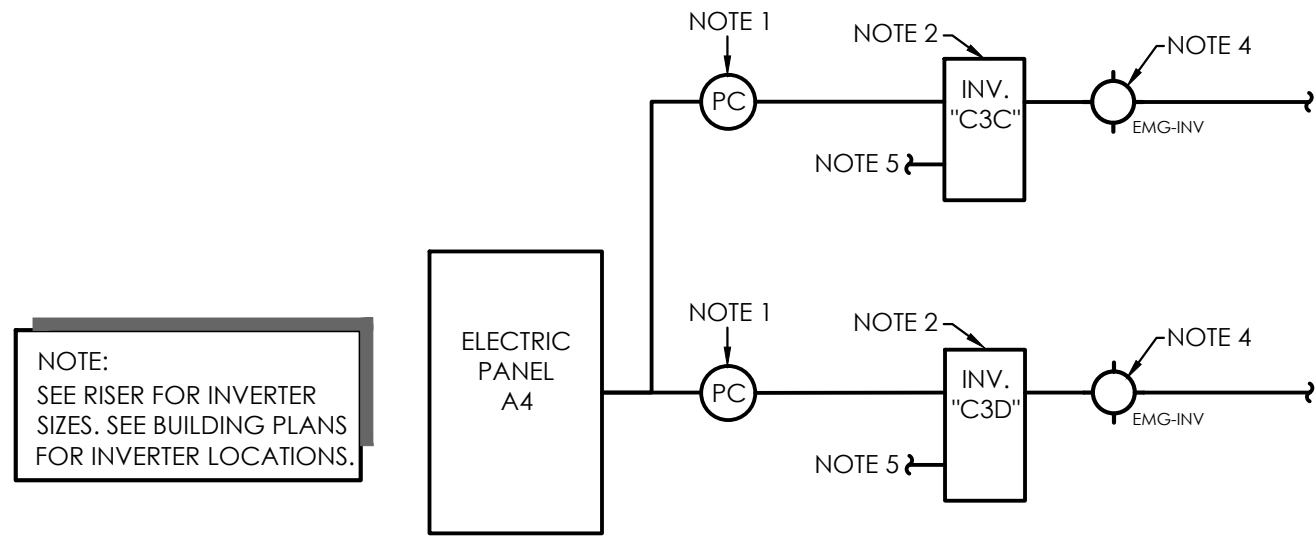 NOTE 1
NOTE 2
NOTE 4
PC
INV.
"C3C"
EMG-INV
NOTE 5
NOTE 1
NOTE 2
NOTE 4
ELECTRIC
PANEL
A4
PC
INV.
"C3D"
EMG-INV
NOTE 5
NOTE:
SEE RISER FOR INVERTER
SIZES. SEE BUILDING PLANS
FOR INVERTER LOCATIONS.